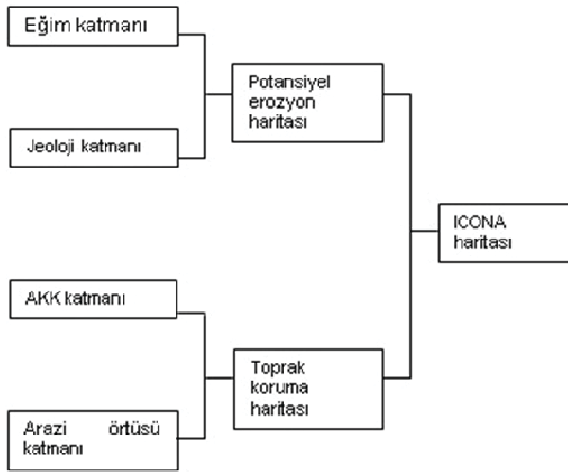 Eğim katmanı
Jeoloji katmanı
Potansiyel
erozyon
haritası
ICONA
haritası
AKK katmanı
Arazi örtüsü
katmanı
Toprak
koruma
haritası